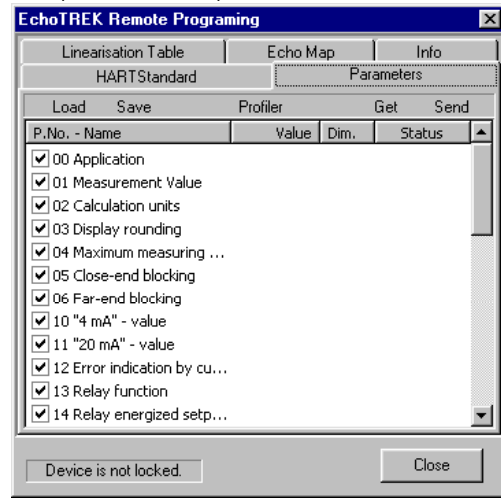 EchoTREK Remote Programing
Linearisation Table Echo Map Info
HARTStandard Parameters
Load Save Profiler Get Send
P.No. - Name Value Dim. Status
00 Application
01 Measurement Value
02 Calculation units
03 Display rounding
04 Maximum measuring ...
05 Close-end blocking
06 Far-end blocking
10 "4 mA" - value
11 "20 mA" - value
12 Error indication by cu...
13 Relay function
14 Relay energized setp...
Device is not locked. Close